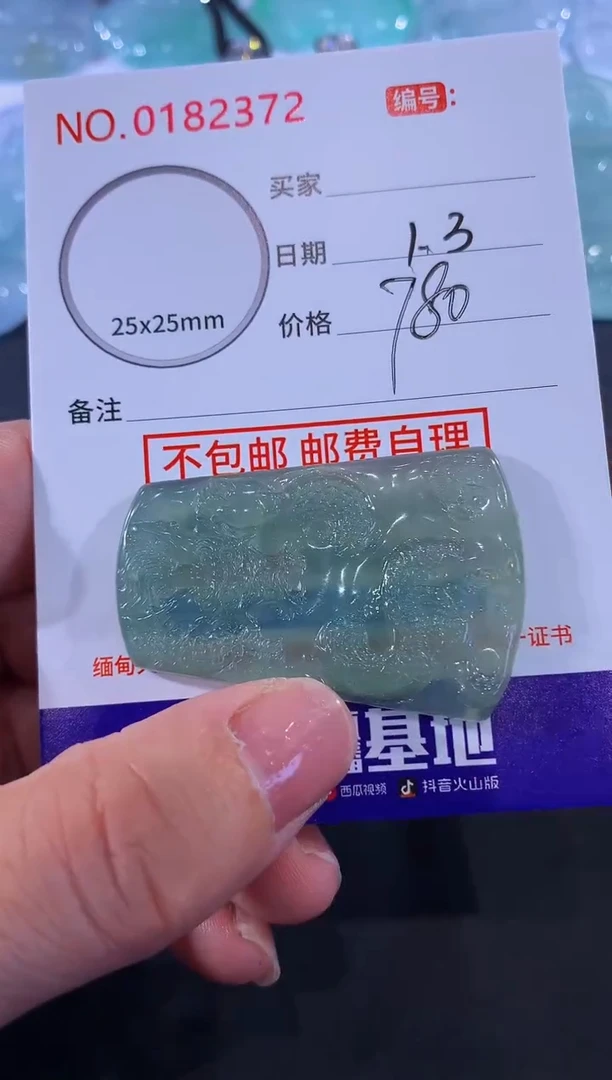 NO.0182372 编号：
买家
日期 1.3
25x25mm
价格 780
备注
不包邮 邮费自理
缅甸 一证书
基地
西瓜视频 抖音火山版